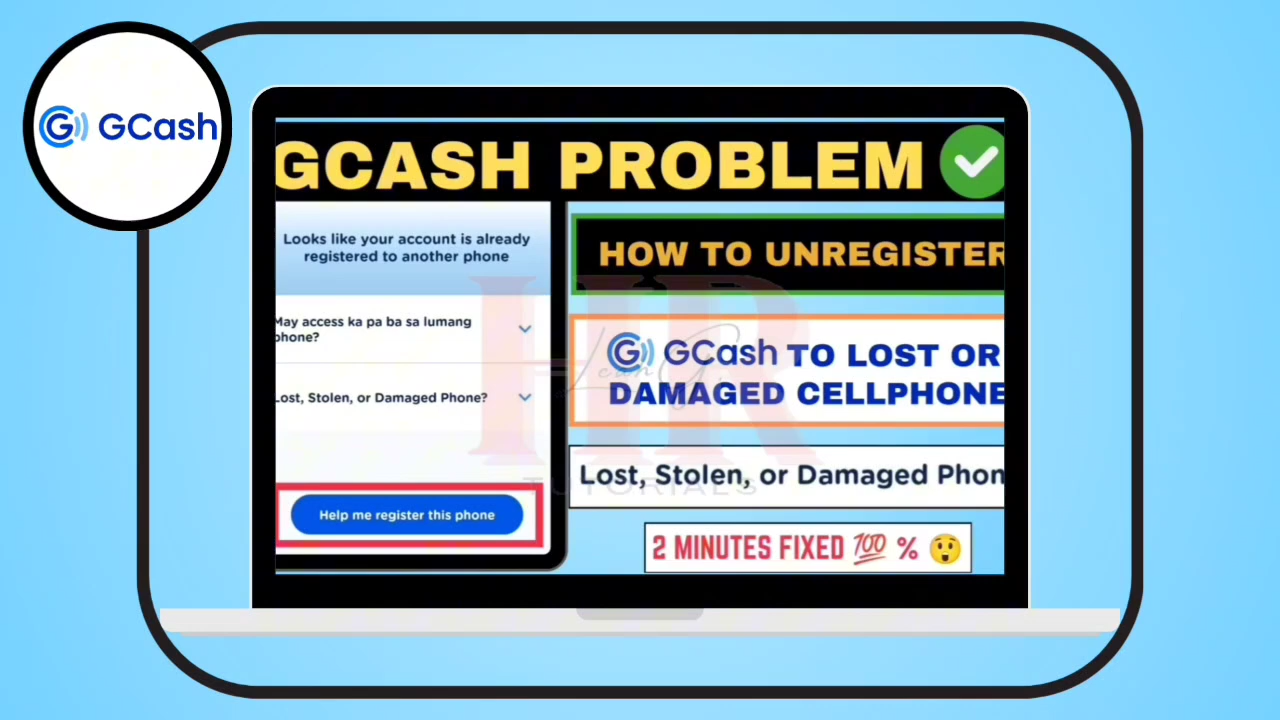 GCash
GCASH PROBLEM
Looks like your account is already
registered to another phone
May access ka pa ba sa lumang
phone?
Lost, Stolen, or Damaged Phone?
Help me register this phone
HOW TO UNREGISTER
GCash TO LOST OR
DAMAGED CELLPHONE
Lost, Stolen, or Damaged Phon
2 MINUTES FIXED 💯 % 😲
HR
TUTORIALS